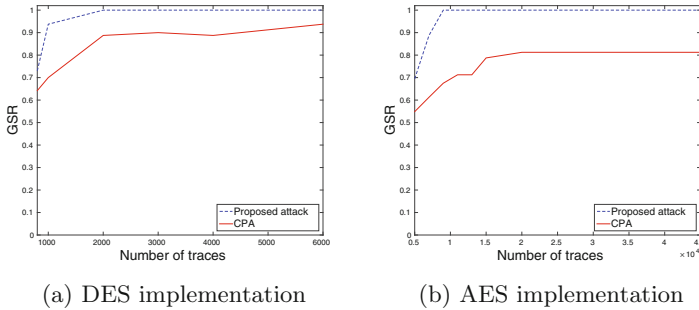 1
0.9
0.8
0.7
0.6
0.5
0.4
0.3
0.2
0.1
0
GSR
1000 2000 3000 4000 5000 6000
Number of traces
Proposed attack
CPA
(a) DES implementation
1
0.9
0.8
0.7
0.6
0.5
0.4
0.3
0.2
0.1
0
GSR
0.5 1 1.5 2 2.5 3 3.5 4 4.5
×10⁴
Number of traces
Proposed attack
CPA
(b) AES implementation